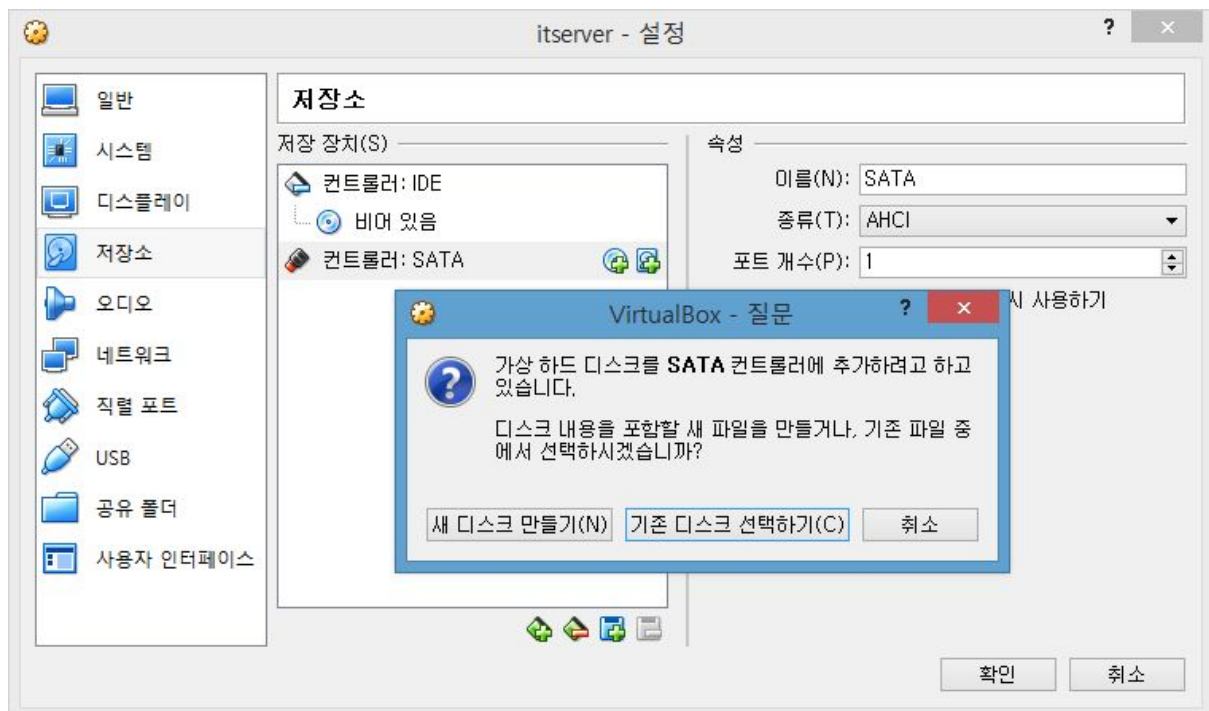 itserver - 설정
?
×
일반
시스템
디스플레이
저장소
오디오
네트워크
직렬 포트
USB
공유 폴더
사용자 인터페이스
저장소
저장 장치(S)
컨트롤러: IDE
비어 있음
컨트롤러: SATA
속성
이름(N): SATA
종류(T): AHCI
포트 개수(P): 1
시 사용하기
VirtualBox - 질문
?
×
가상 하드 디스크를 SATA 컨트롤러에 추가하려고 하고
있습니다.
디스크 내용을 포함할 새 파일을 만들거나, 기존 파일 중
에서 선택하시겠습니까?
새 디스크 만들기(N) 기존 디스크 선택하기(C) 취소
확인 취소